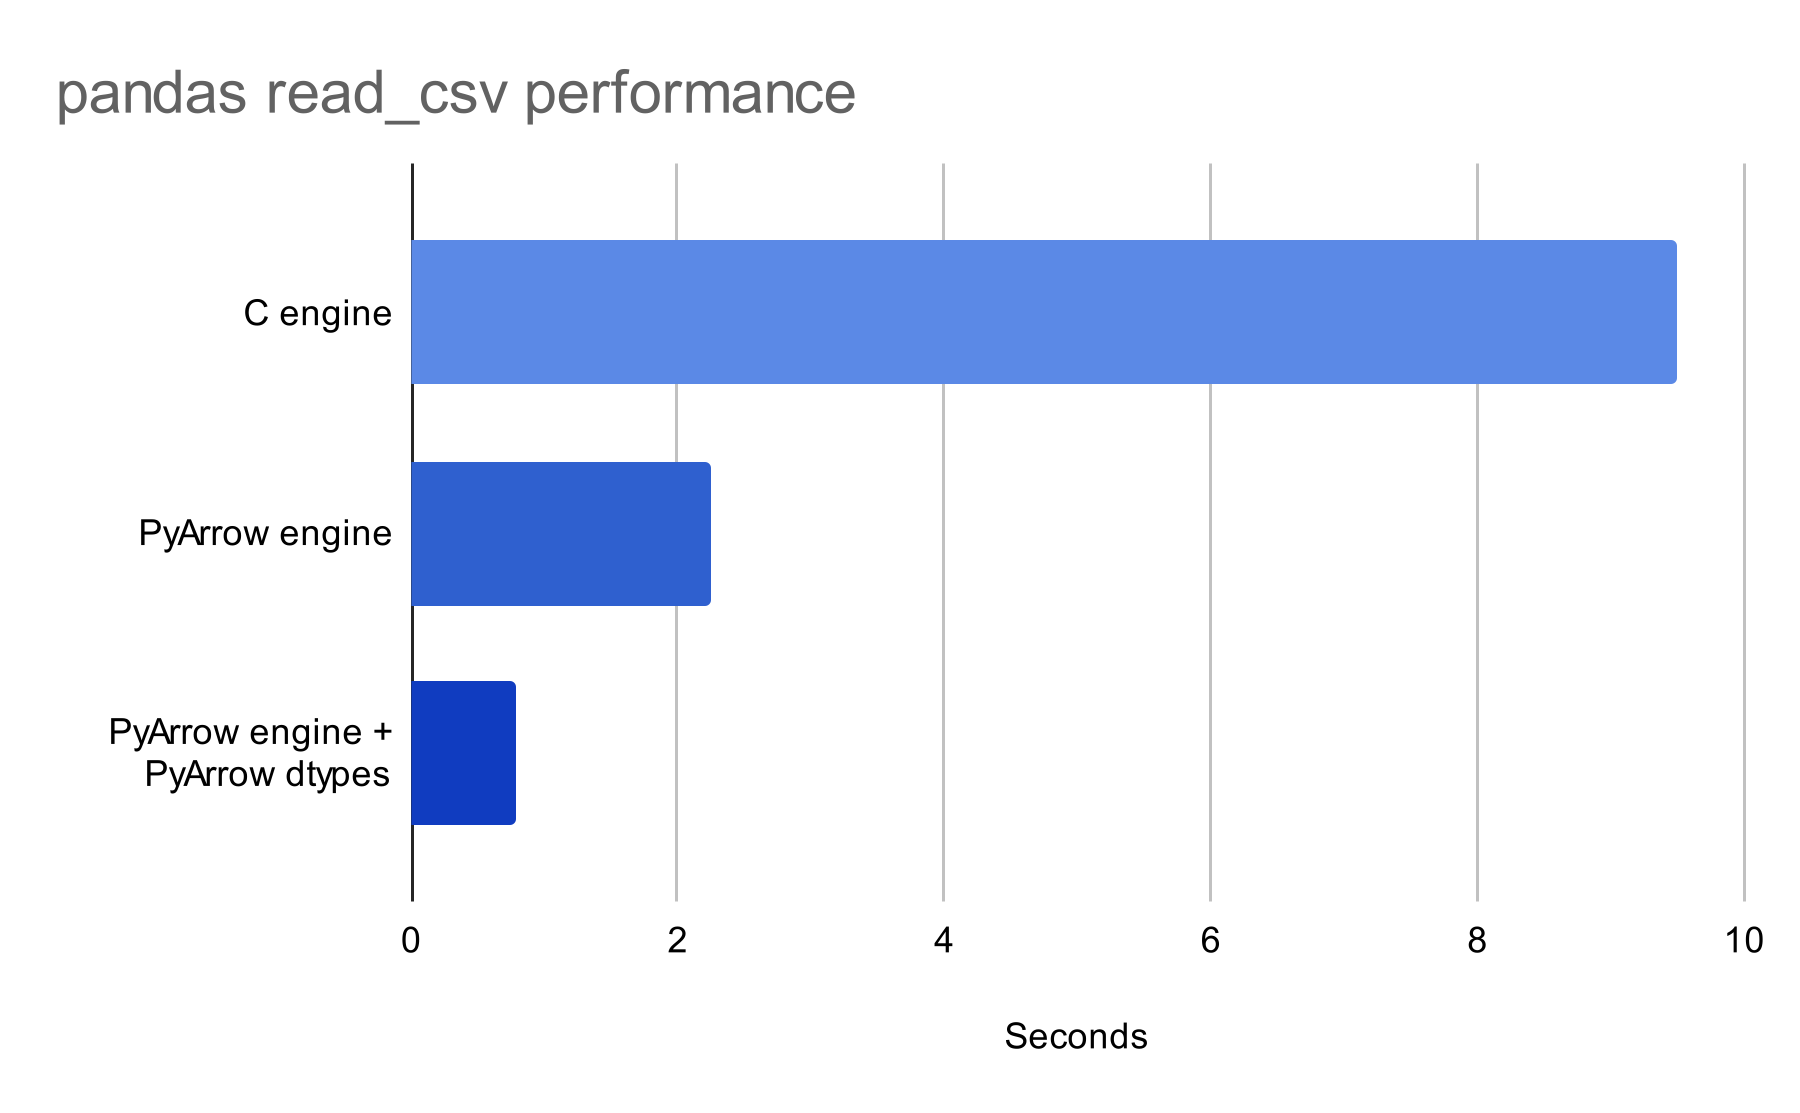 pandas read_csv performance
C engine
PyArrow engine
PyArrow engine +
PyArrow dtypes
0 2 4 6 8 10
Seconds